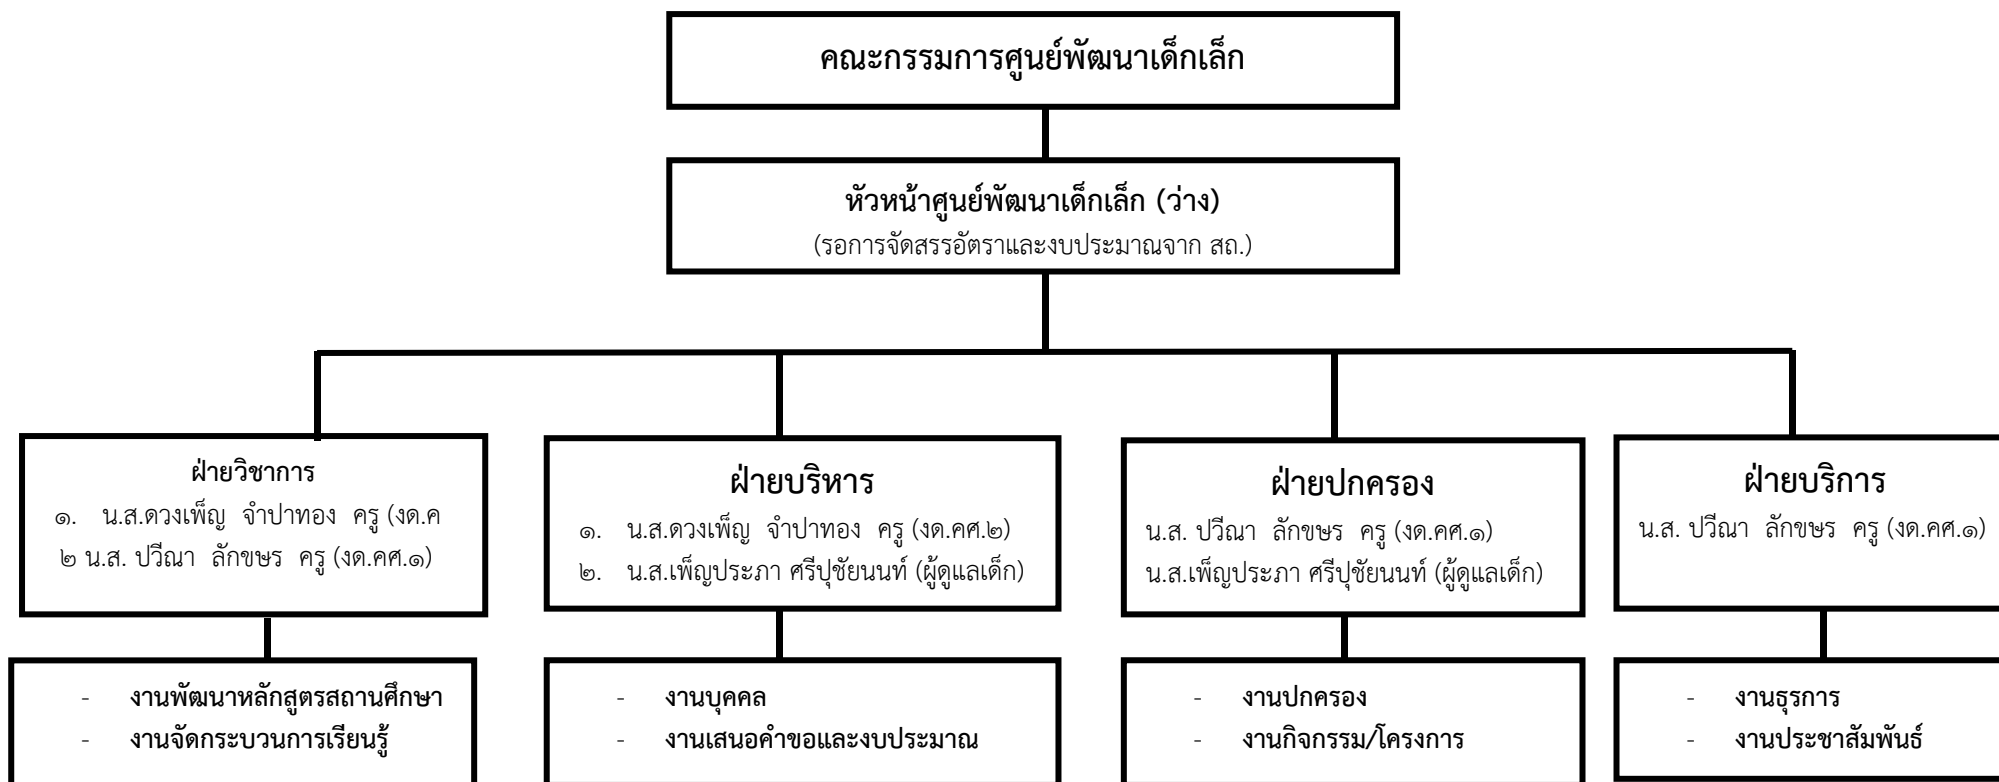 คณะกรรมการศูนย์พัฒนาเด็กเล็ก
หัวหน้าศูนย์พัฒนาเด็กเล็ก (ว่าง)
(รอการจัดสรรอัตราและงบประมาณจาก สถ.)
ฝ่ายวิชาการ
๑. น.ส.ดวงเพ็ญ จำปาทอง ครู (งด.ค
๒ น.ส. ปวีณา ลักขษร ครู (งด.คศ.๑)
ฝ่ายบริหาร
๑. น.ส.ดวงเพ็ญ จำปาทอง ครู (งด.คศ.๒)
๒. น.ส.เพ็ญประภา ศรีปุชัยนนท์ (ผู้ดูแลเด็ก)
ฝ่ายปกครอง
น.ส. ปวีณา ลักขษร ครู (งด.คศ.๑)
น.ส.เพ็ญประภา ศรีปุชัยนนท์ (ผู้ดูแลเด็ก)
ฝ่ายบริการ
น.ส. ปวีณา ลักขษร ครู (งด.คศ.๑)
- งานพัฒนาหลักสูตรสถานศึกษา
- งานจัดกระบวนการเรียนรู้
- งานบุคคล
- งานเสนอคำขอและงบประมาณ
- งานปกครอง
- งานกิจกรรม/โครงการ
- งานธุรการ
- งานประชาสัมพันธ์